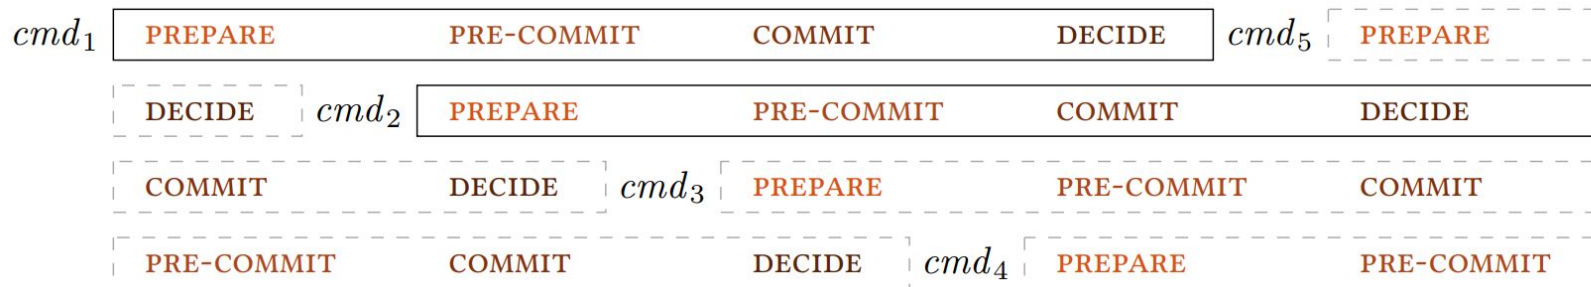 cmd₁ PREPARE PRE-COMMIT COMMIT DECIDE cmd₅ PREPARE
DECIDE cmd₂ PREPARE PRE-COMMIT COMMIT DECIDE
COMMIT DECIDE cmd₃ PREPARE PRE-COMMIT COMMIT
PRE-COMMIT COMMIT DECIDE cmd₄ PREPARE PRE-COMMIT